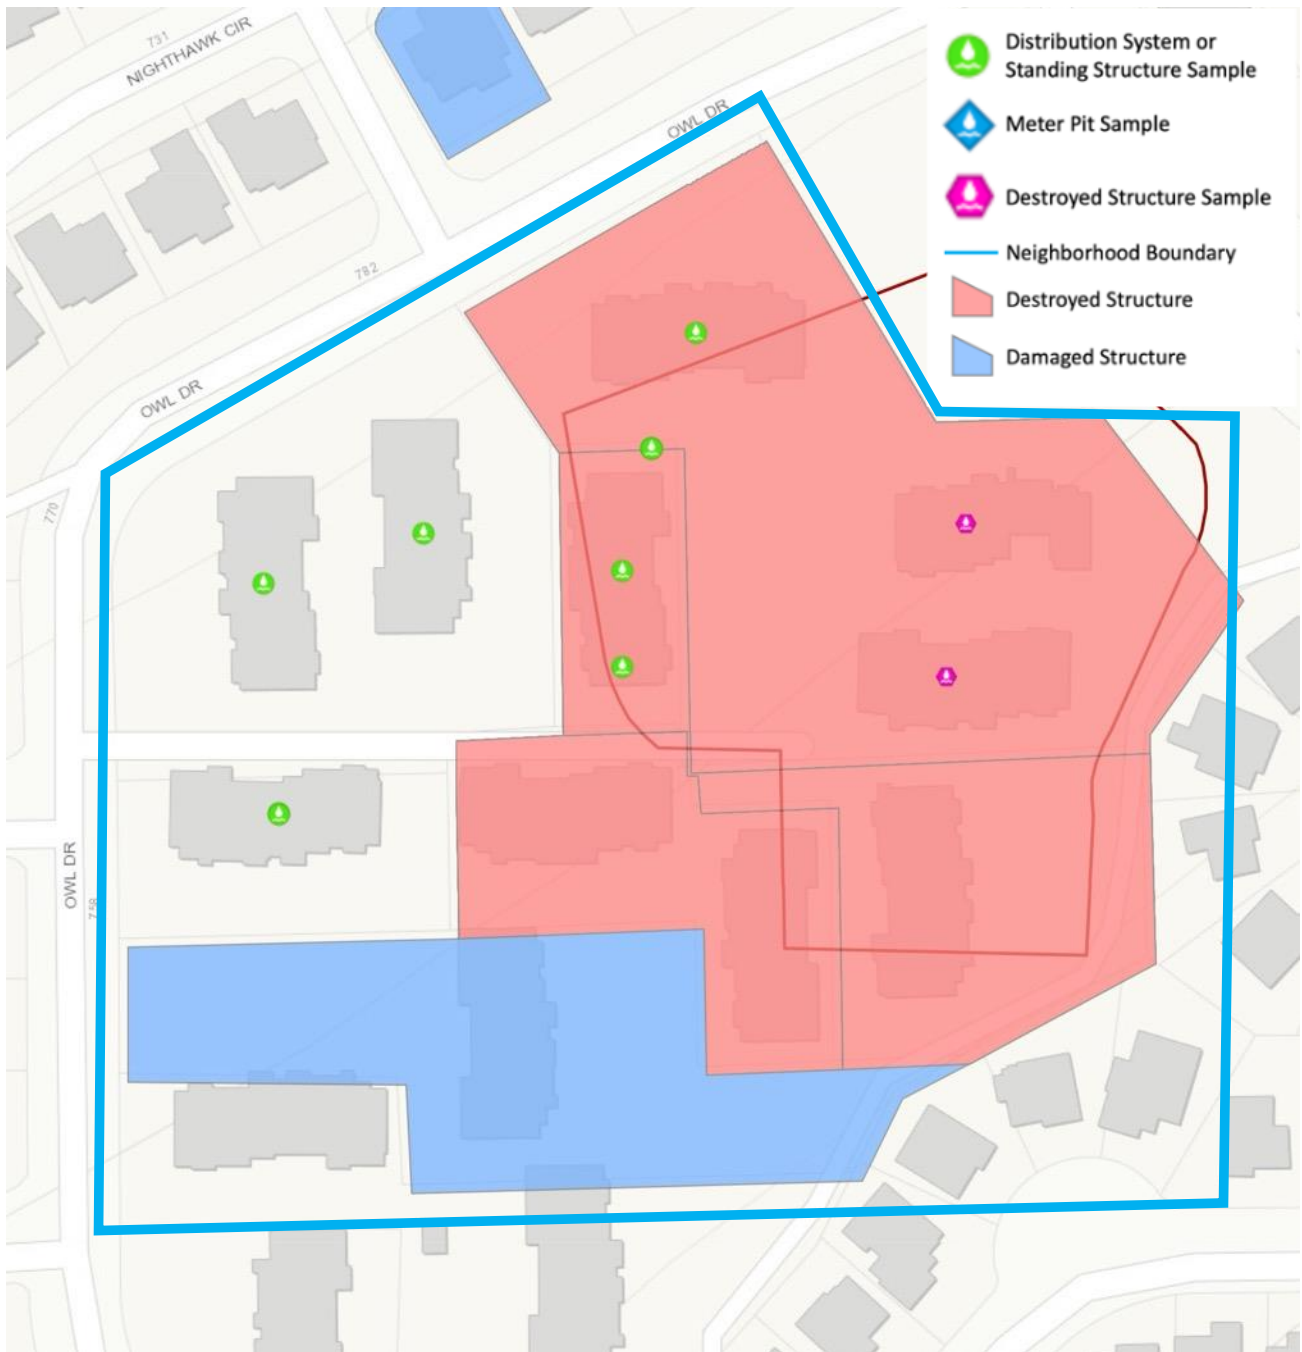 731
NIGHTHAWK CIR
OWL DR
782
OWL DR
770
OWL DR
758
Distribution System or
Standing Structure Sample
Meter Pit Sample
Destroyed Structure Sample
Neighborhood Boundary
Destroyed Structure
Damaged Structure